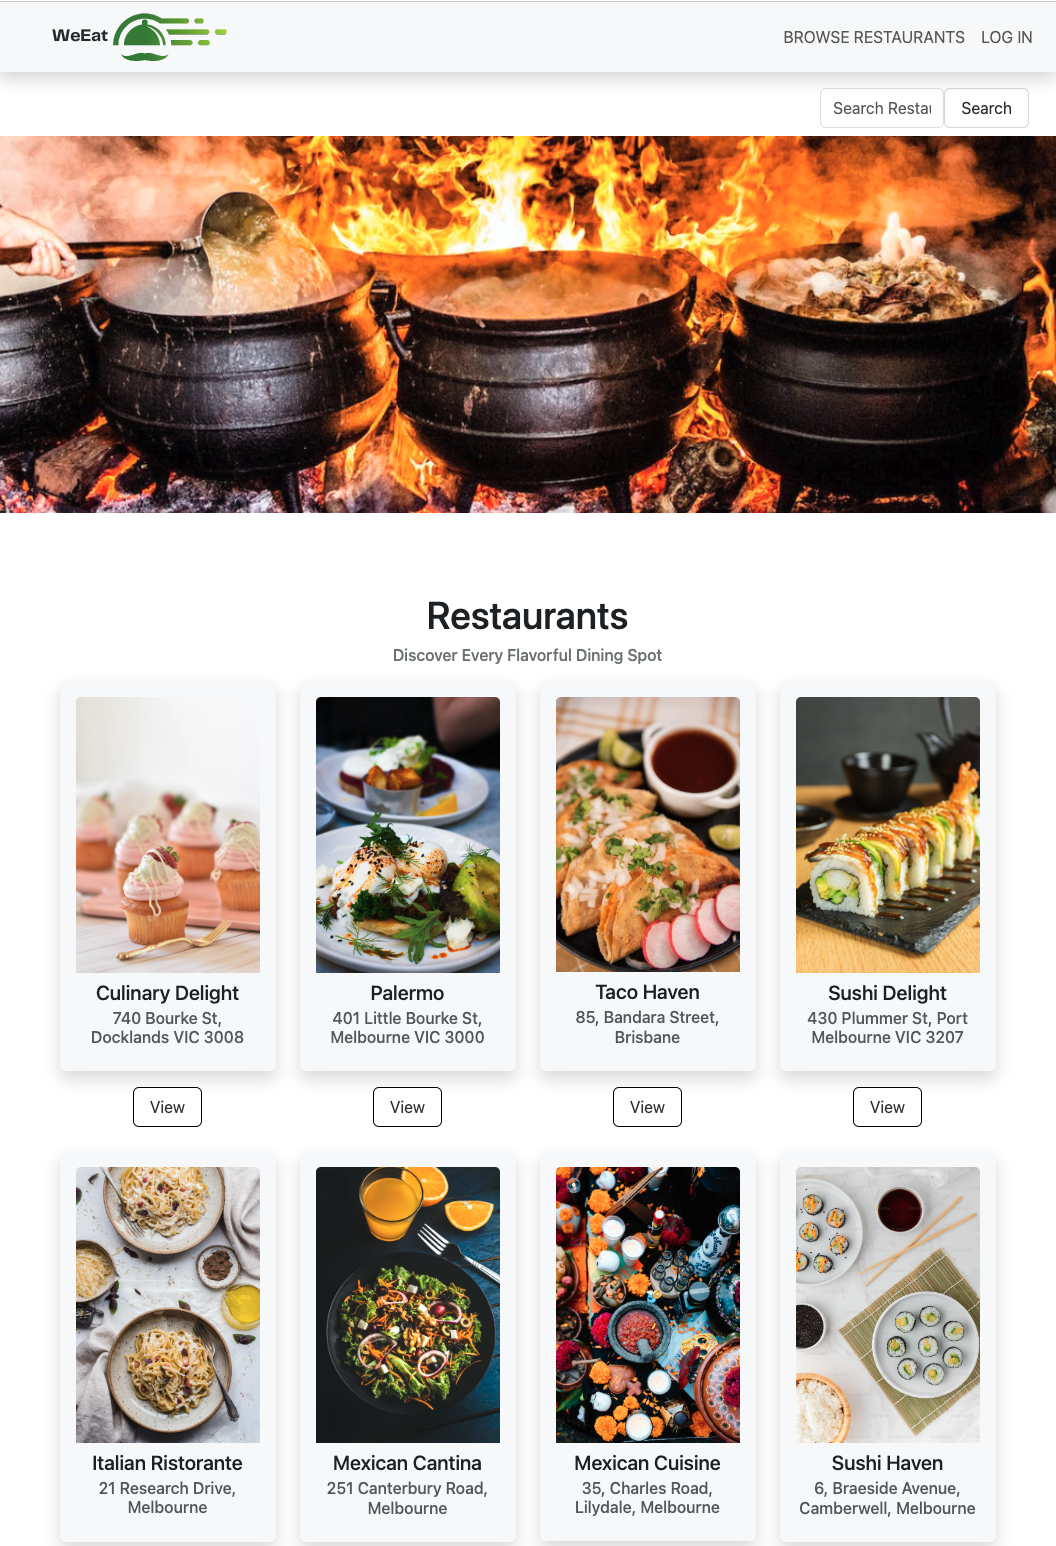 WeEat
BROWSE RESTAURANTS
LOG IN
Search Restau
Search
Restaurants
Discover Every Flavorful Dining Spot
Culinary Delight
740 Bourke St,
Docklands VIC 3008
Palermo
401 Little Bourke St,
Melbourne VIC 3000
Taco Haven
85, Bandara Street,
Brisbane
Sushi Delight
430 Plummer St, Port
Melbourne VIC 3207
View
View
View
View
Italian Ristorante
21 Research Drive,
Melbourne
Mexican Cantina
251 Canterbury Road,
Melbourne
Mexican Cuisine
35, Charles Road,
Lilydale, Melbourne
Sushi Haven
6, Braeside Avenue,
Camberwell, Melbourne